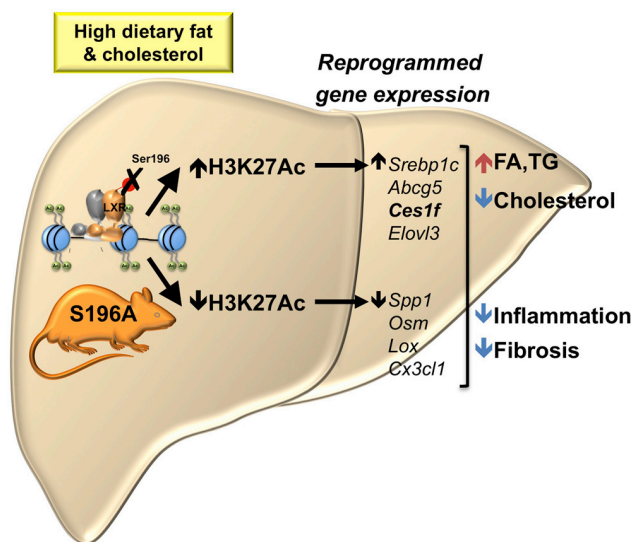 High dietary fat
& cholesterol
Reprogrammed
gene expression
Ser196
LXR
↑H3K27Ac
↑Srebp1c
Abcg5
Ces1f
Elovl3
↑FA,TG
↓Cholesterol
S196A
↓H3K27Ac
↓Spp1
Osm
Lox
Cx3cl1
↓Inflammation
↓Fibrosis